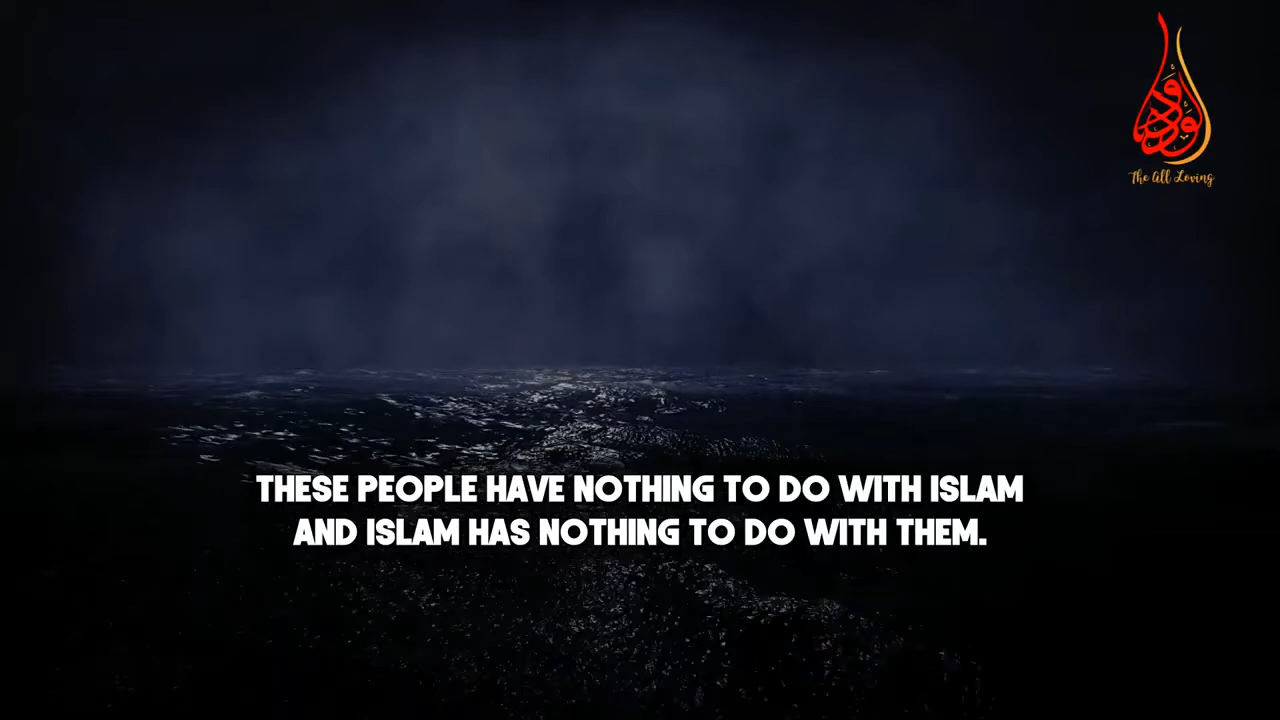 الودود
The All Loving
THESE PEOPLE HAVE NOTHING TO DO WITH ISLAM
AND ISLAM HAS NOTHING TO DO WITH THEM.